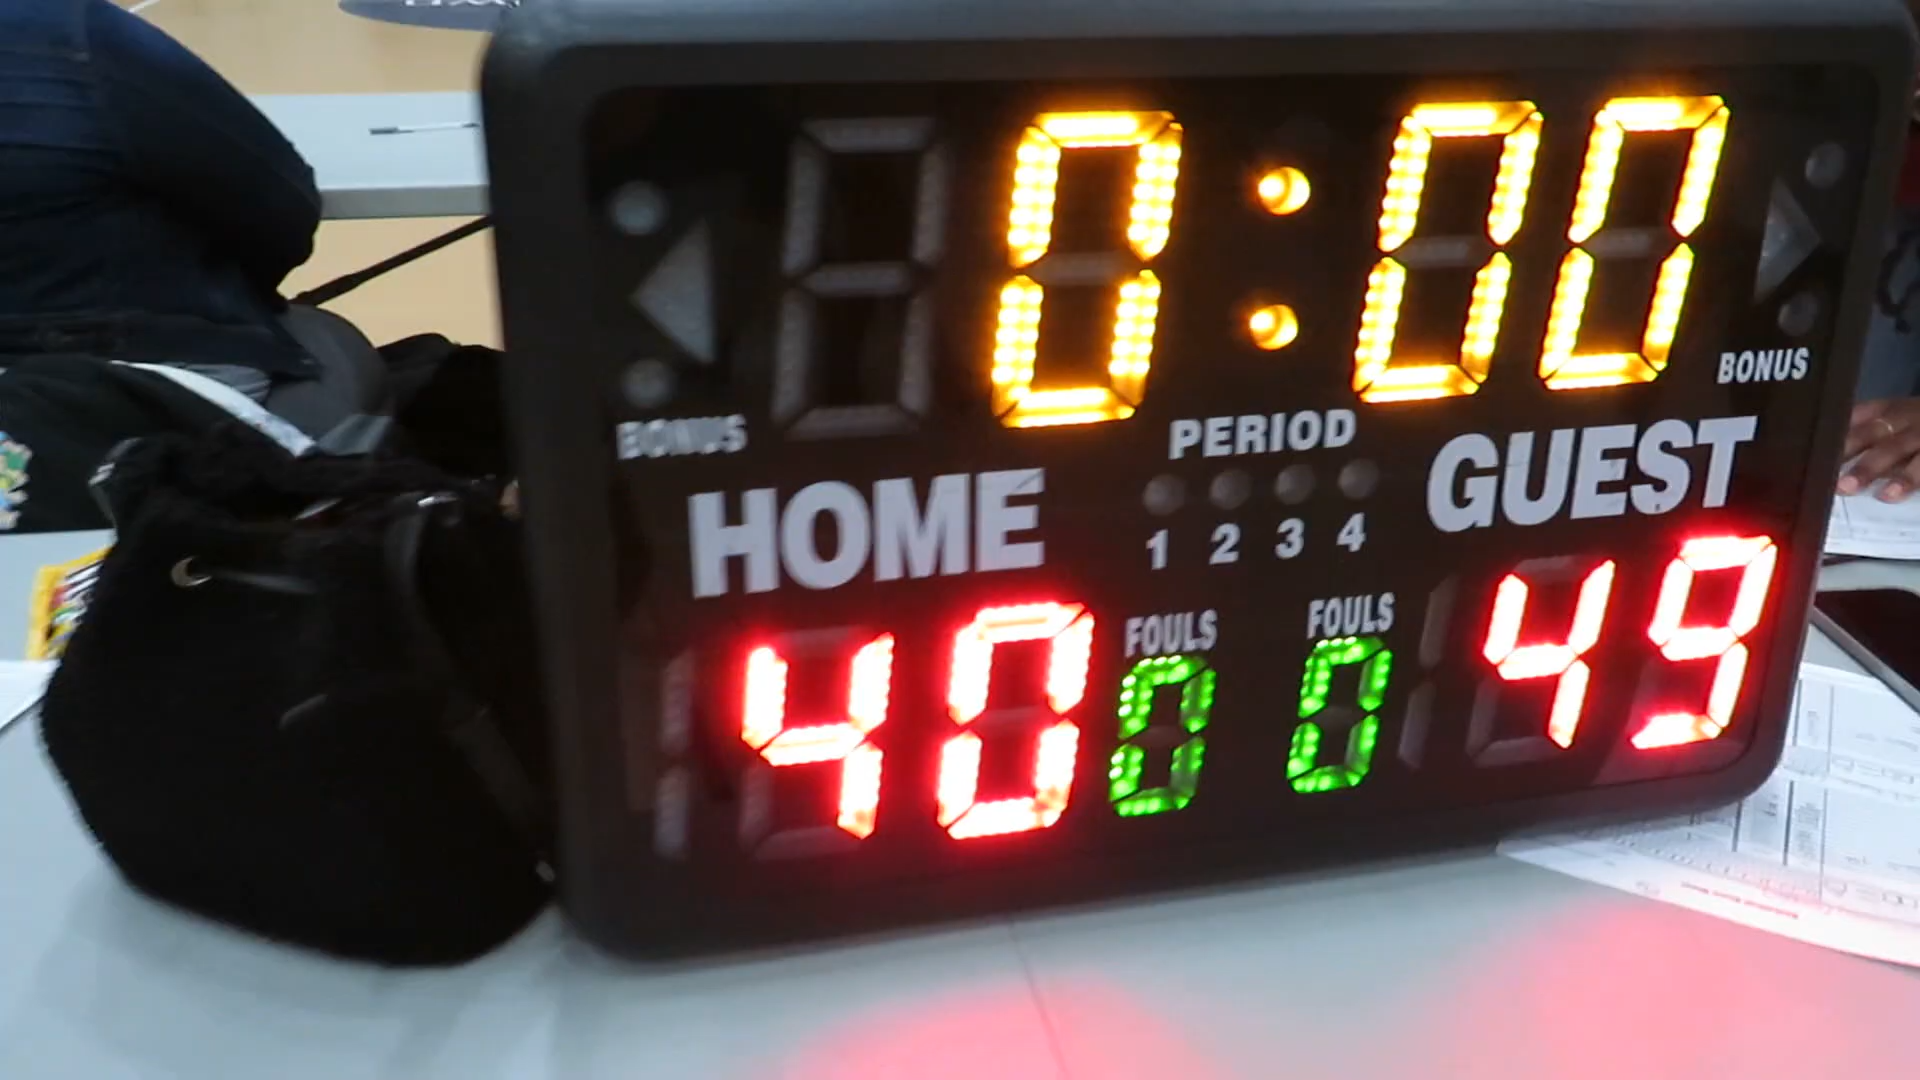 0:00
BONUS
BONUS
PERIOD
HOME
GUEST
1 2 3 4
FOULS
FOULS
40
0
0
49